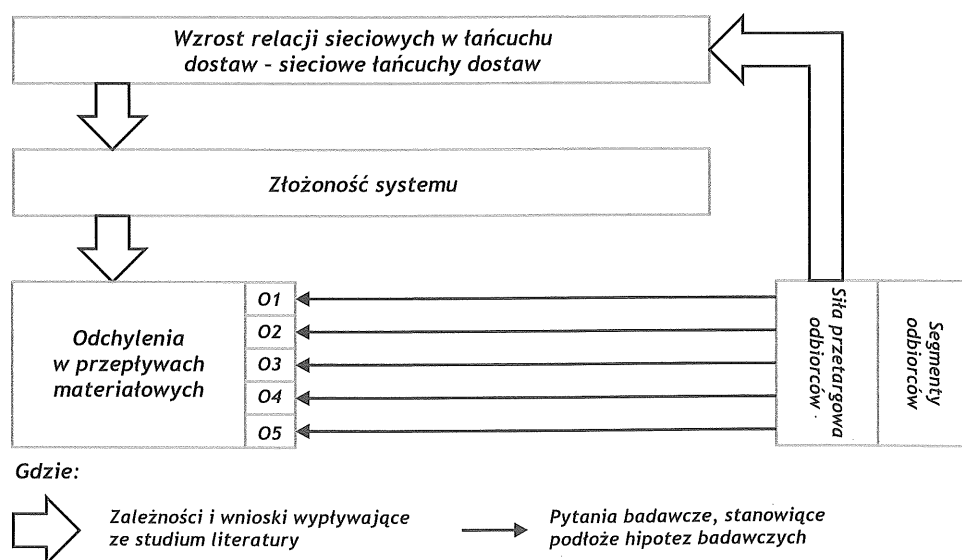 Wzrost relacji sieciowych w łańcuchu
dostaw - sieciowe łańcuchy dostaw
Złożoność systemu
Odchylenia
w przepływach
materiałowych
O1
O2
O3
O4
O5
Siła przetargowa
odbiorców
Segmenty
odbiorców
Gdzie:
Zależności i wnioski wypływające
ze studium literatury
Pytania badawcze, stanowiące
podłoże hipotez badawczych